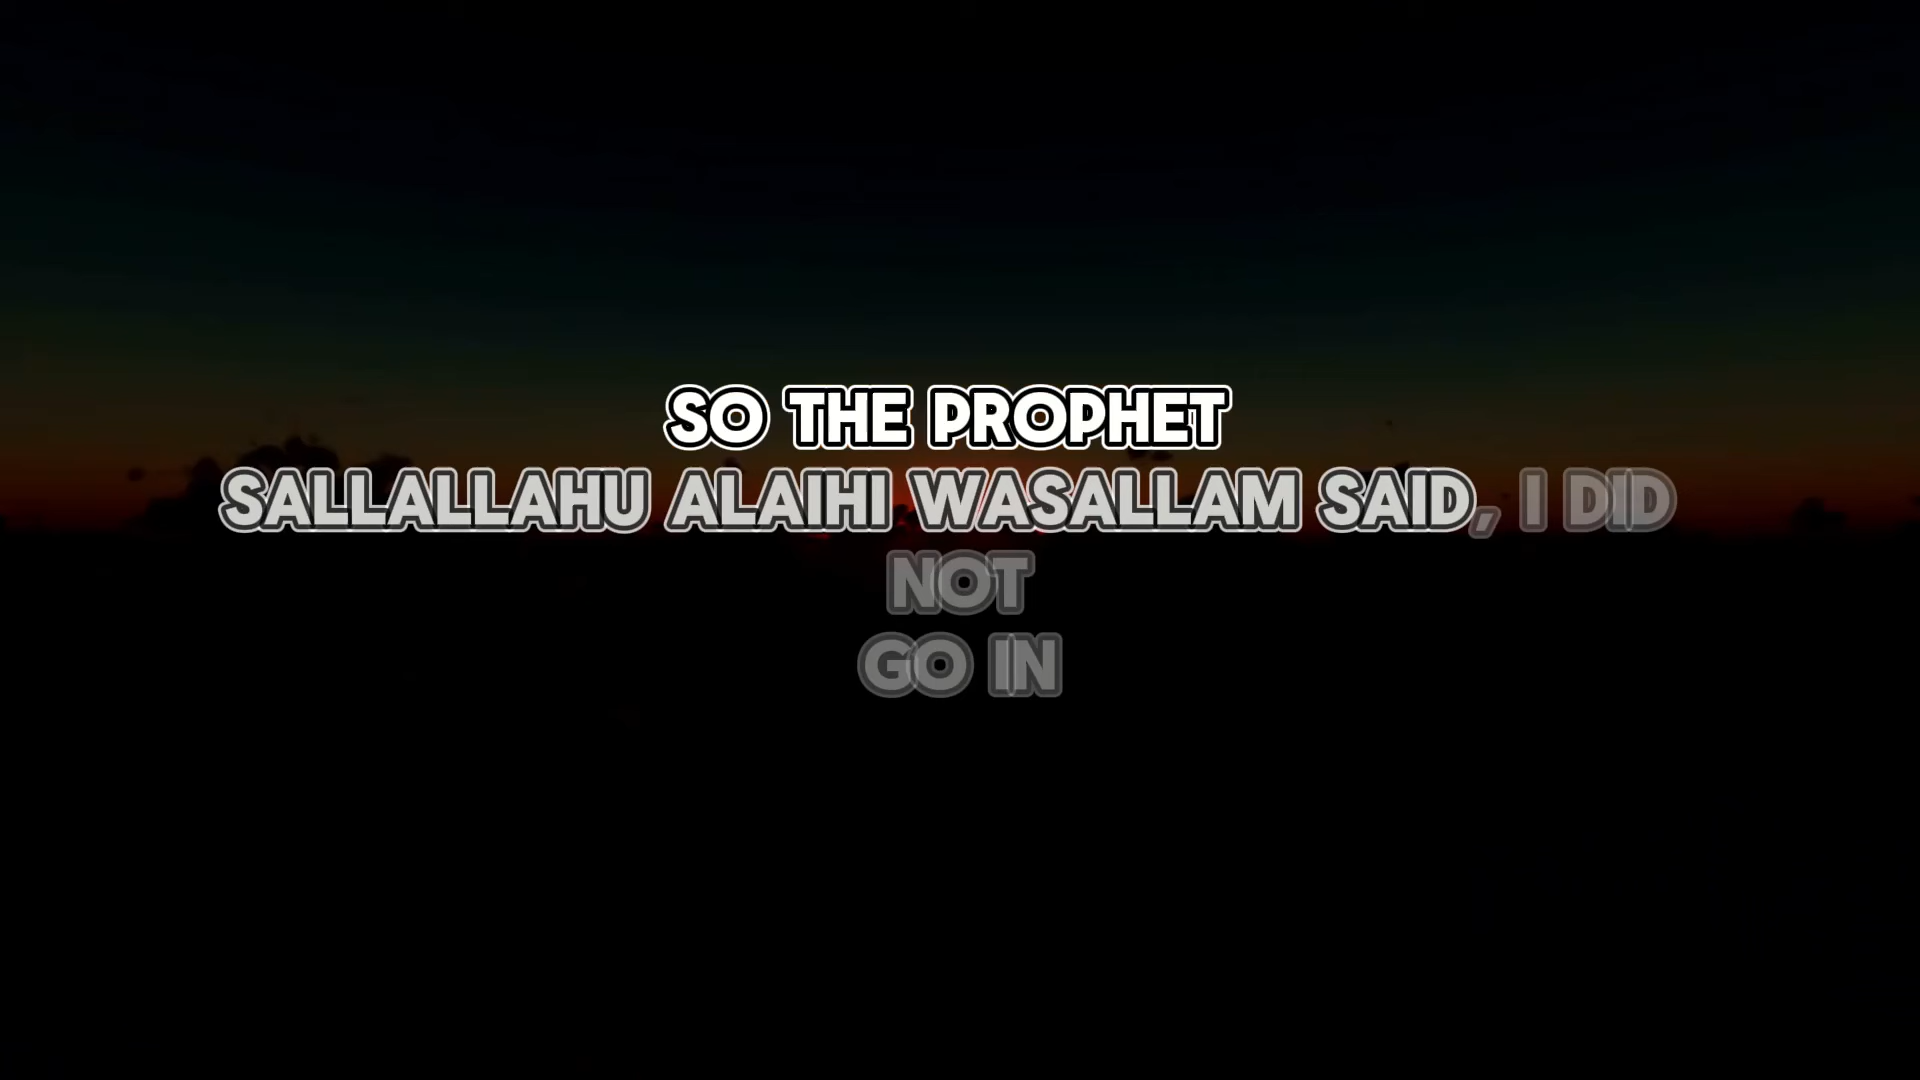 SO THE PROPHET
SALLALLAHU ALAIHI WASALLAM SAID, I DID
NOT
GO IN